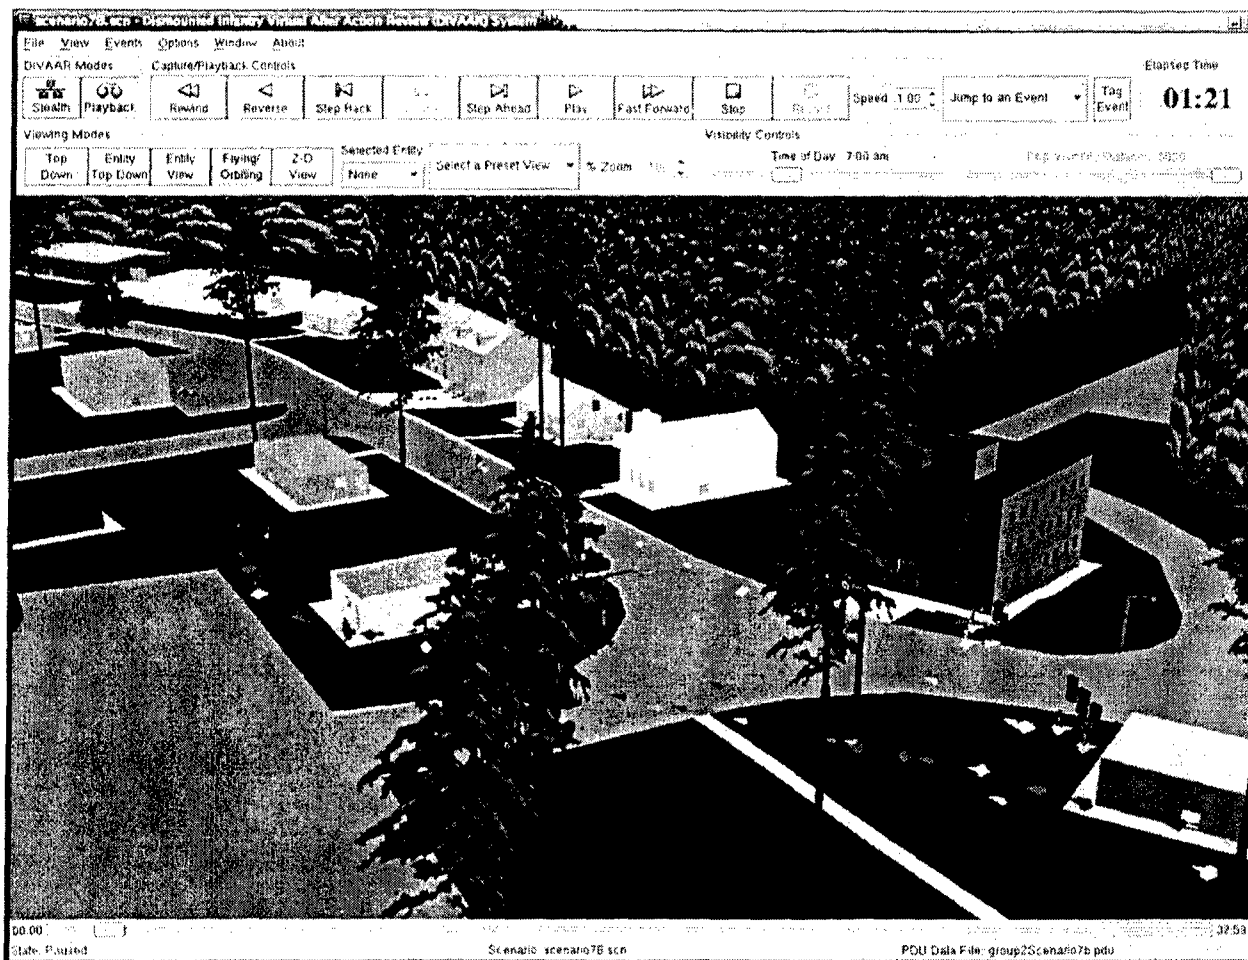 scenario7B.scn - Dismounted Infantry Virtual After Action Review (DIVAAR) System
File View Events Options Window About
DIVAAR Modes Capture/Playback Controls Elapsed Time
Stealth Playback Rewind Reverse Step Back Step Ahead Play Fast Forward Stop Speed 1.00 Jump to an Event Tag Event 01:21
Viewing Modes Visibility Controls
Top Down Entity Top Down Entity View Flying/Orbiting 2-D View Selected Entity None Select a Preset View % Zoom Time of Day 7:00 am
00:00 32:53
State: Paused Scenario: scenario7B.scn PDU Data File: group2Scenario7b.pdu